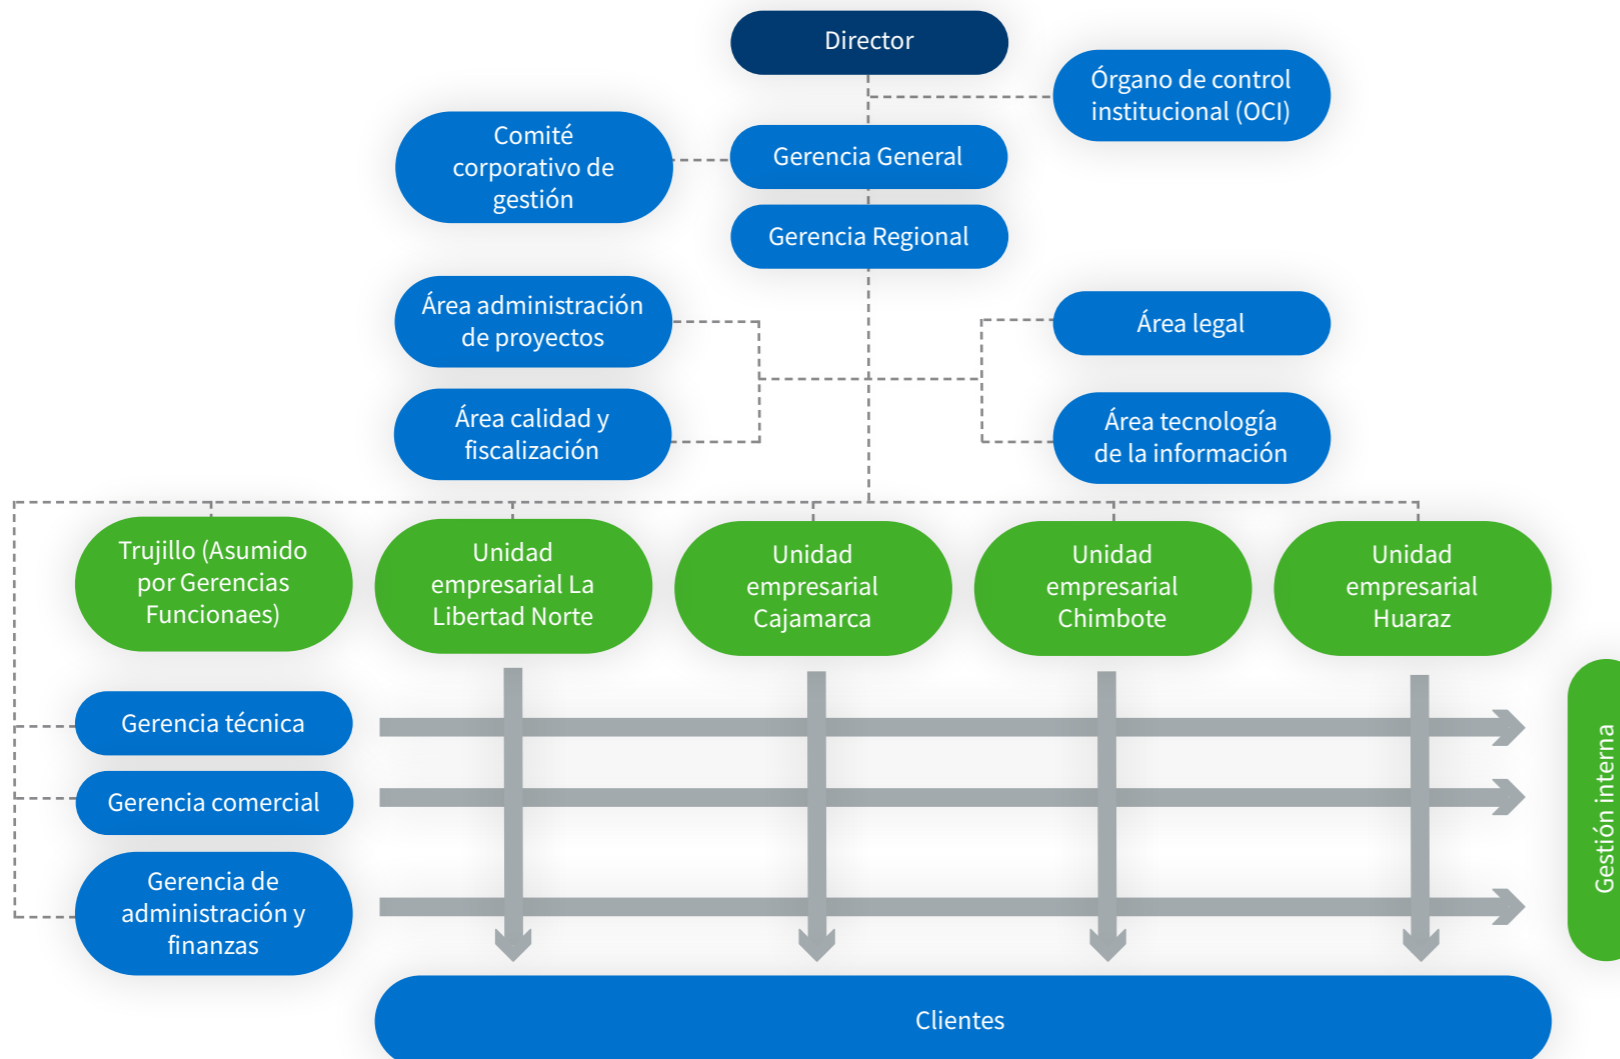 Director
Órgano de control
institucional (OCI)
Comité
corporativo de
gestión
Gerencia General
Gerencia Regional
Área administración
de proyectos
Área legal
Área calidad y
fiscalización
Área tecnología
de la información
Trujillo (Asumido
por Gerencias
Funcionaes)
Unidad
empresarial La
Libertad Norte
Unidad
empresarial
Cajamarca
Unidad
empresarial
Chimbote
Unidad
empresarial
Huaraz
Gerencia técnica
Gerencia comercial
Gerencia de
administración y
finanzas
Gestión interna
Clientes